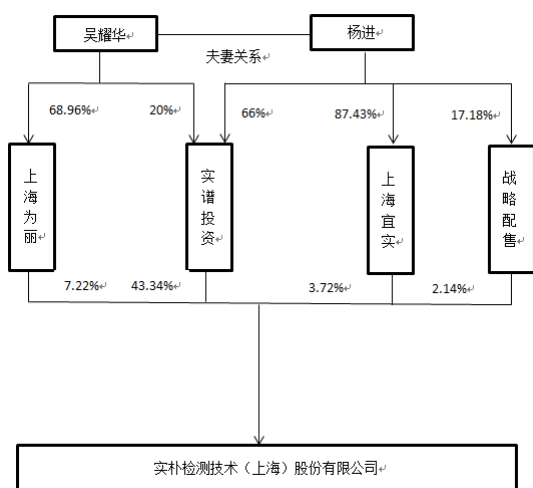 吴耀华
杨进
夫妻关系
68.96%
20%
66%
87.43%
17.18%
上海为丽
实谱投资
上海宜实
战略配售
7.22%
43.34%
3.72%
2.14%
实朴检测技术（上海）股份有限公司